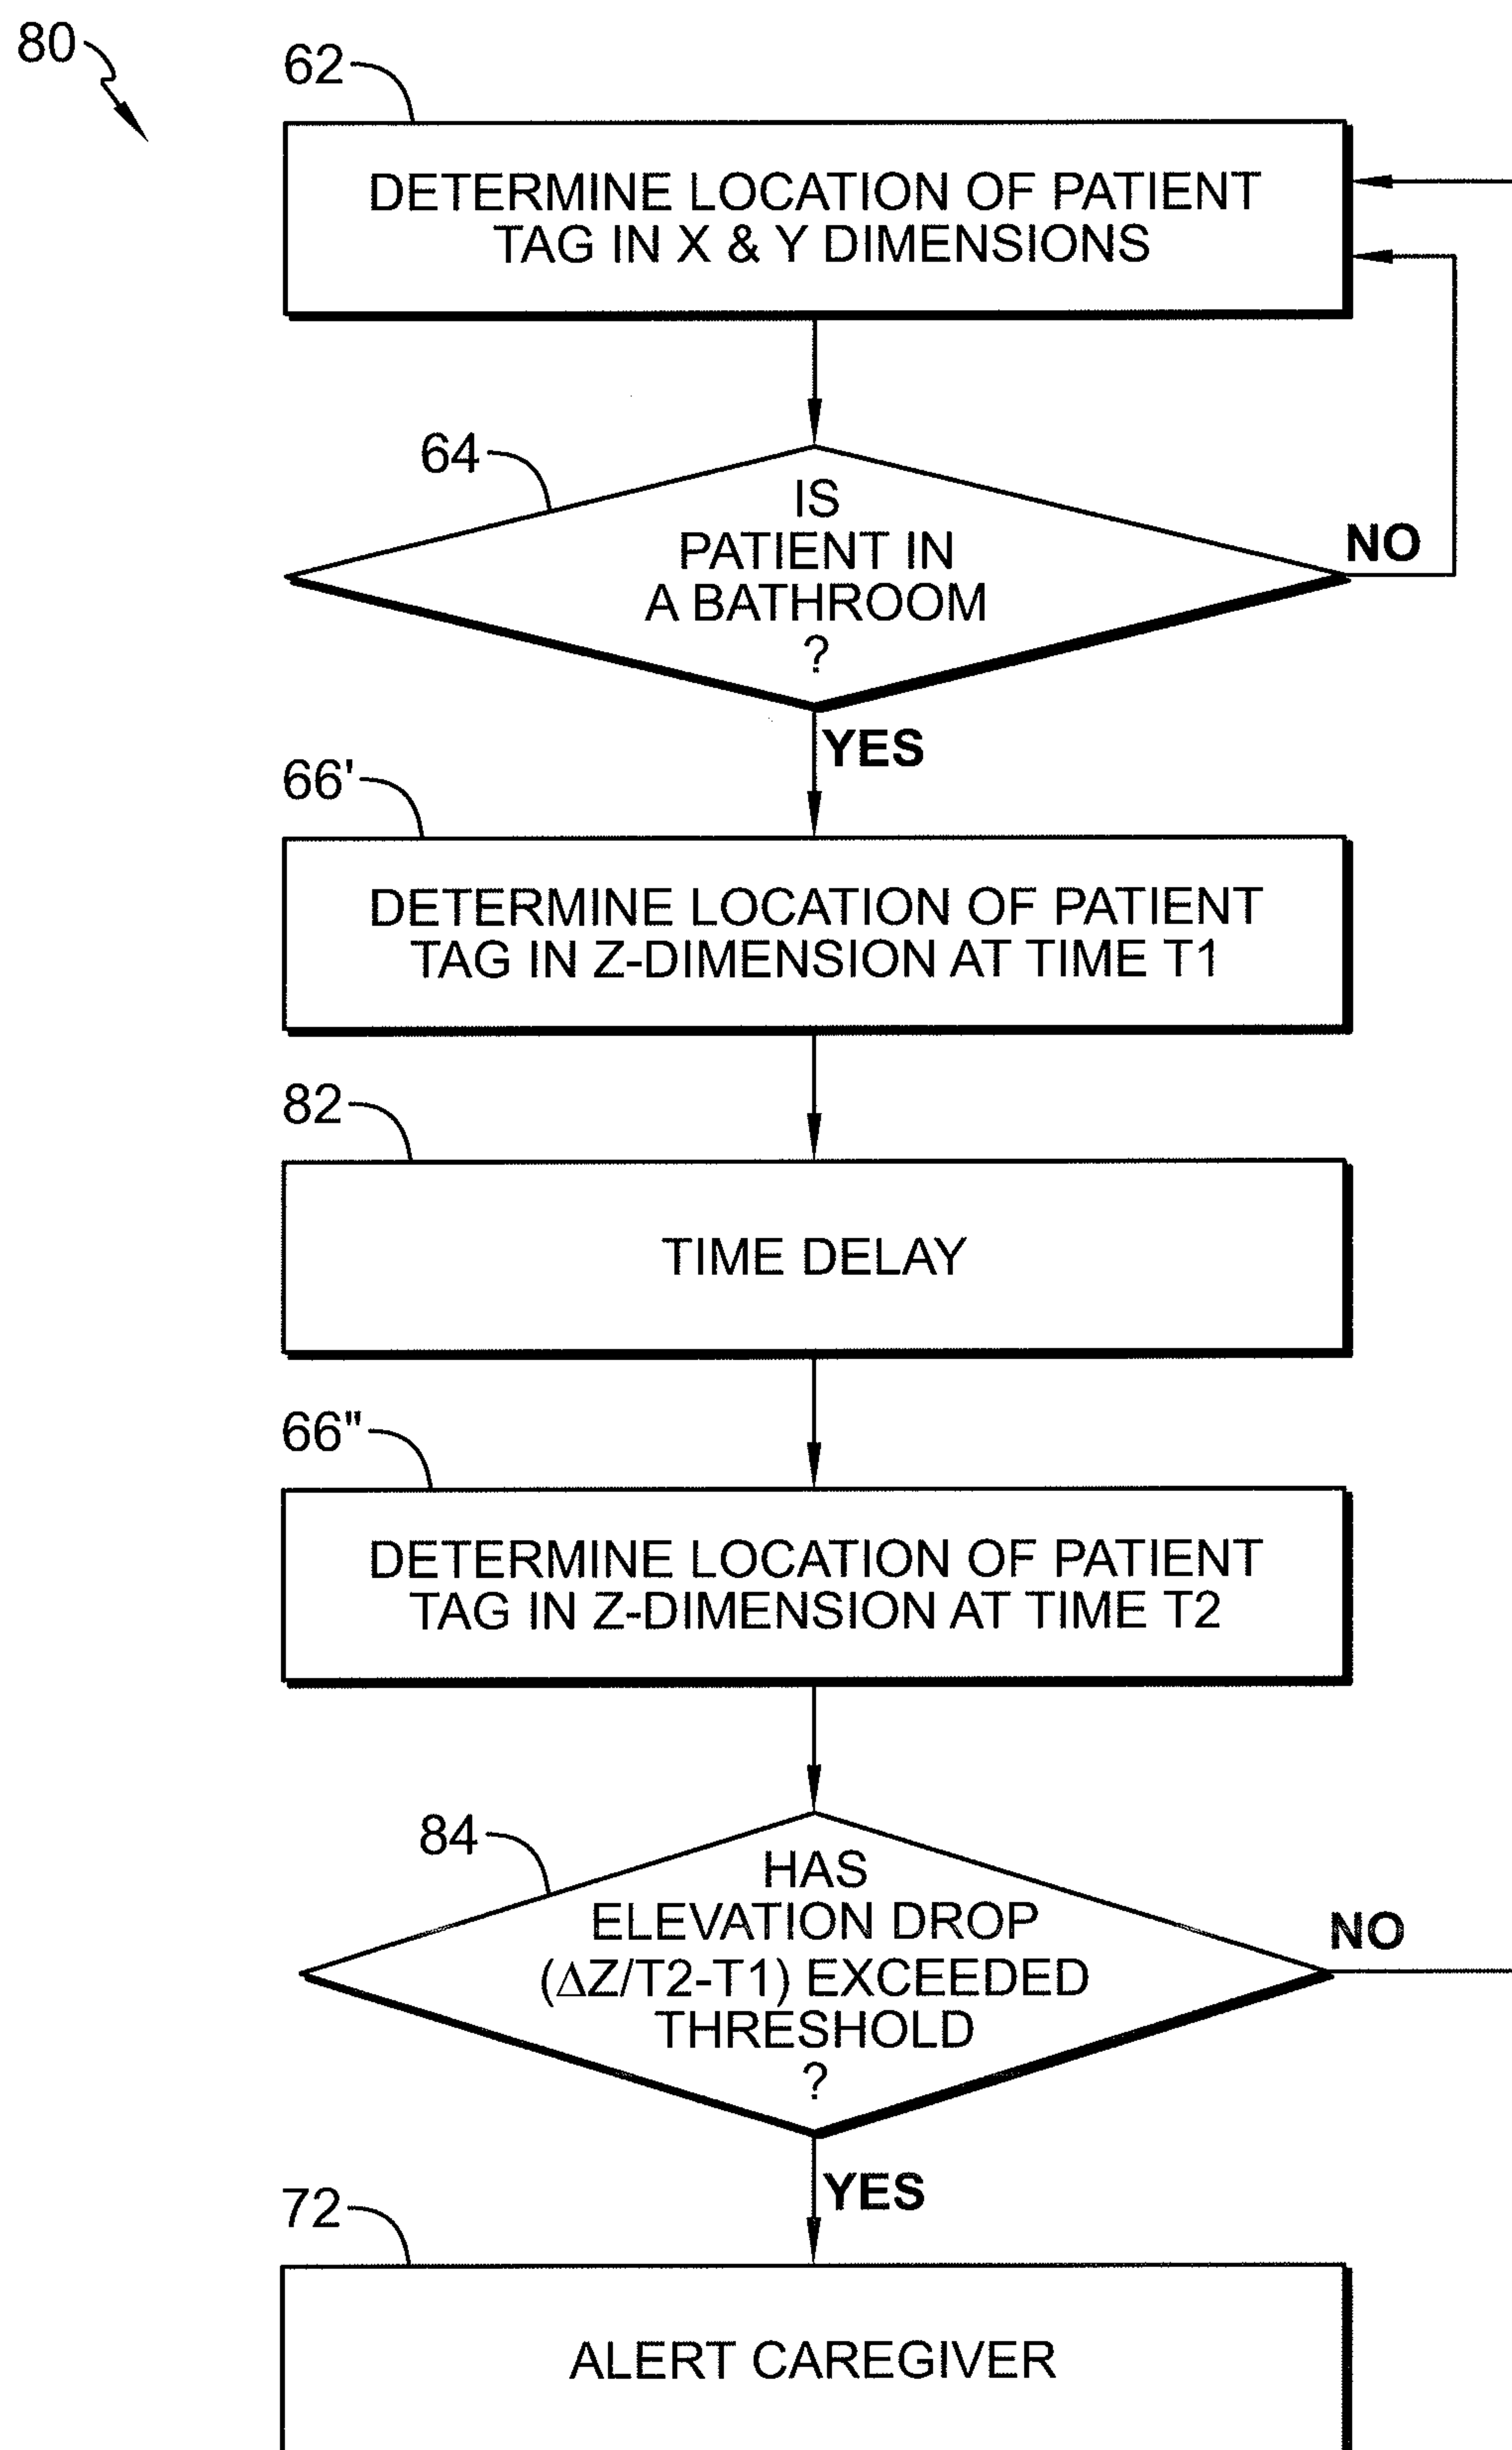 80
62
DETERMINE LOCATION OF PATIENT
TAG IN X & Y DIMENSIONS
64
IS
PATIENT IN
A BATHROOM
?
NO
YES
66'
DETERMINE LOCATION OF PATIENT
TAG IN Z-DIMENSION AT TIME T1
82
TIME DELAY
66"
DETERMINE LOCATION OF PATIENT
TAG IN Z-DIMENSION AT TIME T2
84
HAS
ELEVATION DROP
(ΔZ/T2-T1) EXCEEDED
THRESHOLD
?
NO
YES
72
ALERT CAREGIVER